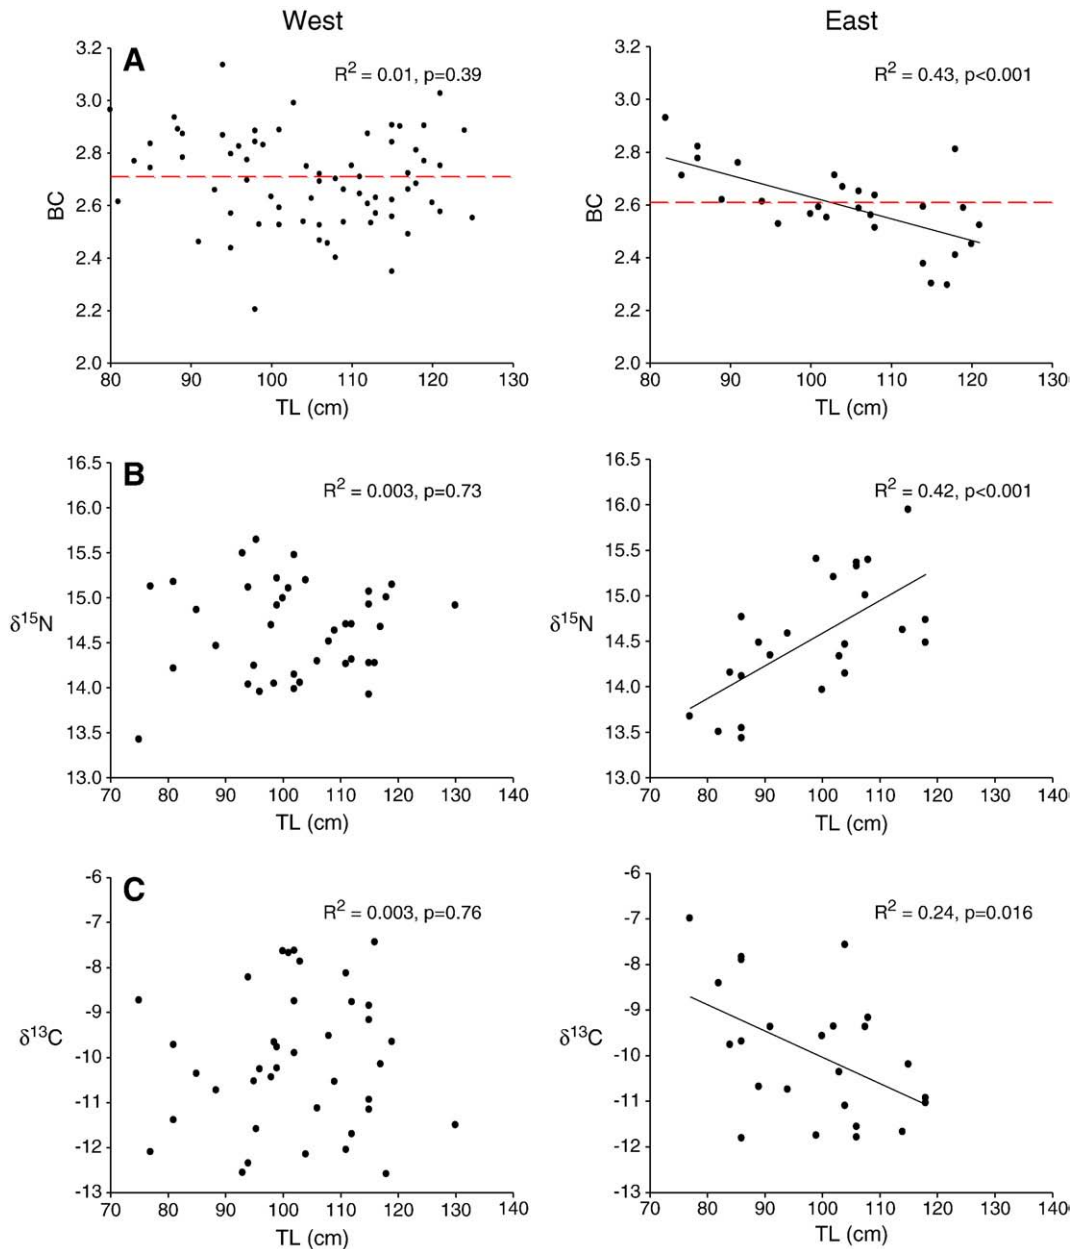 West
East
A
R² = 0.01, p=0.39
BC
3.2
3.0
2.8
2.6
2.4
2.2
2.0
80 90 100 110 120 130
TL (cm)
R² = 0.43, p<0.001
BC
3.2
3.0
2.8
2.6
2.4
2.2
2.0
80 90 100 110 120 130
TL (cm)
B
R² = 0.003, p=0.73
δ¹⁵N
16.5
16.0
15.5
15.0
14.5
14.0
13.5
13.0
70 80 90 100 110 120 130 140
TL (cm)
R² = 0.42, p<0.001
δ¹⁵N
16.5
16.0
15.5
15.0
14.5
14.0
13.5
13.0
70 80 90 100 110 120 130 140
TL (cm)
C
R² = 0.003, p=0.76
δ¹³C
-6
-7
-8
-9
-10
-11
-12
-13
70 80 90 100 110 120 130 140
TL (cm)
R² = 0.24, p=0.016
δ¹³C
-6
-7
-8
-9
-10
-11
-12
-13
70 80 90 100 110 120 130 140
TL (cm)